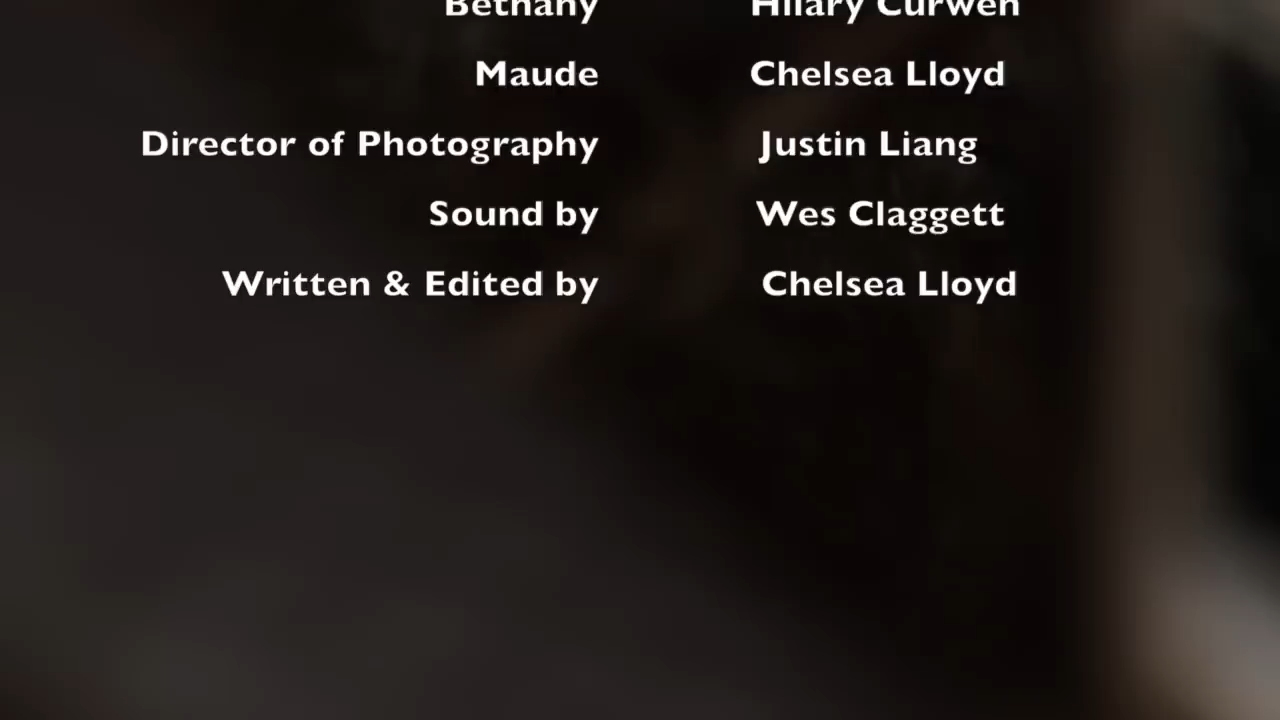 Bethany Hilary Curwen
Maude Chelsea Lloyd
Director of Photography Justin Liang
Sound by Wes Claggett
Written & Edited by Chelsea Lloyd